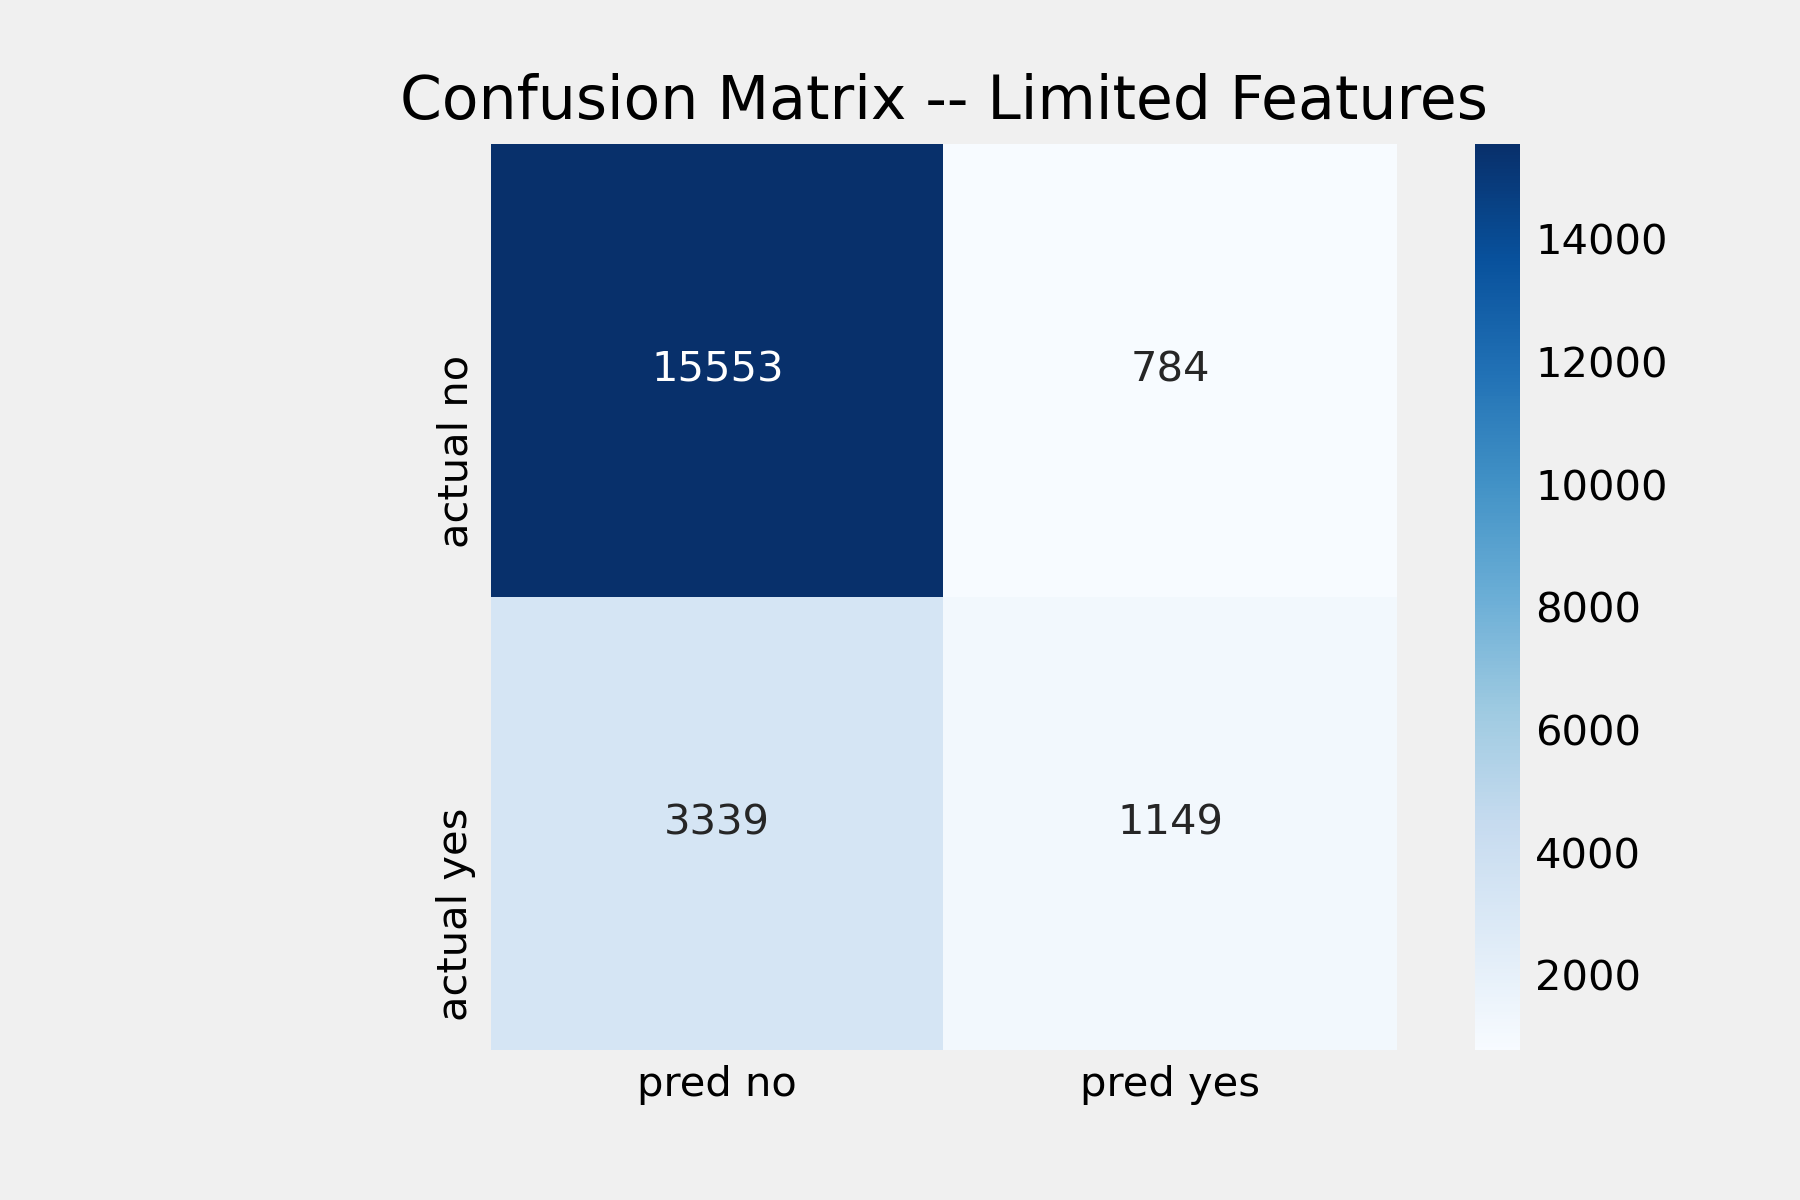 Confusion Matrix -- Limited Features
actual no
15553
784
actual yes
3339
1149
pred no
pred yes
14000
12000
10000
8000
6000
4000
2000